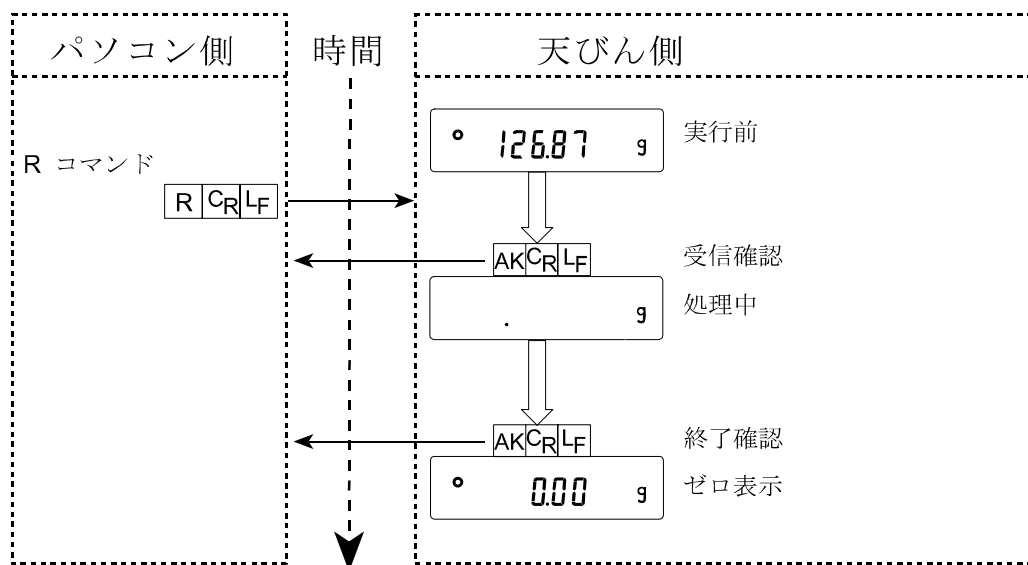 パソコン側
時間
天びん側
126.87 g
実行前
R コマンド
R CR LF
AK CR LF
受信確認
. g
処理中
AK CR LF
終了確認
0.00 g
ゼロ表示